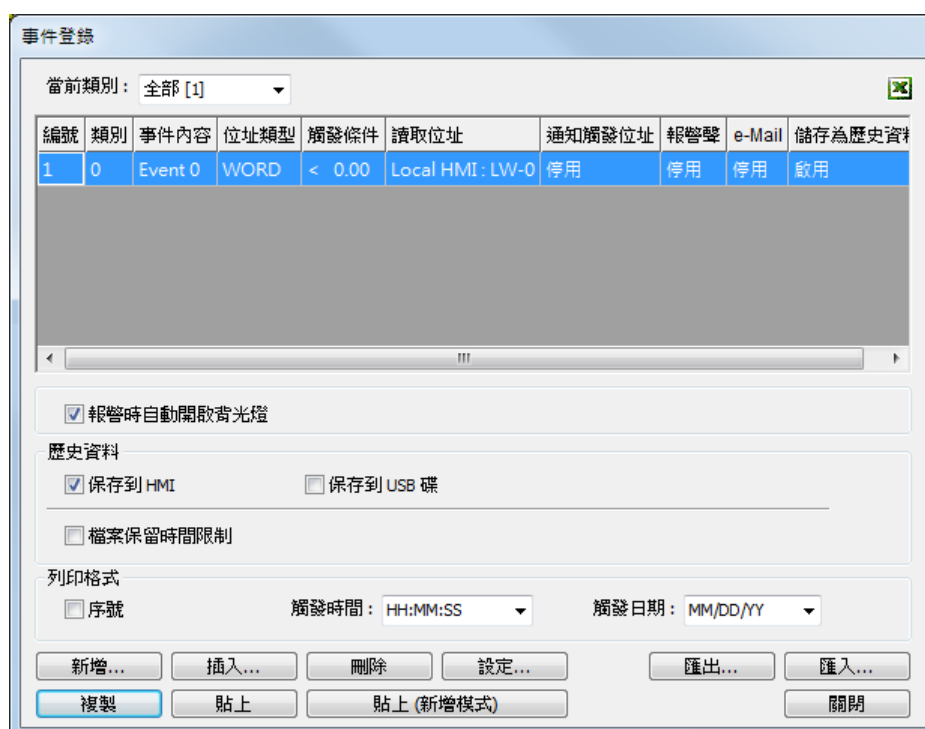 事件登錄
當前類別： 全部 [1]
編號 類別 事件內容 位址類型 觸發條件 讀取位址 通知觸發位址 報警聲 e-Mail 儲存為歷史資料
1 0 Event 0 WORD < 0.00 Local HMI : LW-0 停用 停用 停用 啟用
報警時自動開啟背光燈
歷史資料
保存到 HMI 保存到 USB 碟
檔案保留時間限制
列印格式
序號 觸發時間： HH:MM:SS 觸發日期： MM/DD/YY
新增... 插入... 刪除 設定... 匯出... 匯入...
複製 貼上 貼上 (新增模式) 關閉